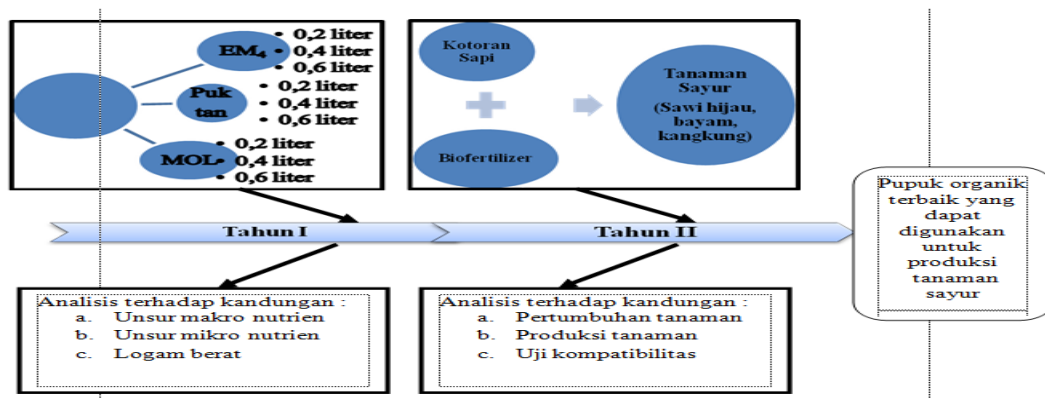 EM4
• 0,2 liter
• 0,4 liter
• 0,6 liter
Puk
tan
• 0,2 liter
• 0,4 liter
• 0,6 liter
MOL
• 0,2 liter
• 0,4 liter
• 0,6 liter
Kotoran
Sapi
Biofertilizer
Tanaman
Sayur
(Sawi hijau,
bayam,
kangkung)
Tahun I
Tahun II
Pupuk organik
terbaik yang
dapat
digunakan
untuk
produksi
tanaman
sayur
Analisis terhadap kandungan :
a. Unsur makro nutrien
b. Unsur mikro nutrien
c. Logam berat
Analisis terhadap kandungan :
a. Pertumbuhan tanaman
b. Produksi tanaman
c. Uji kompatibilitas